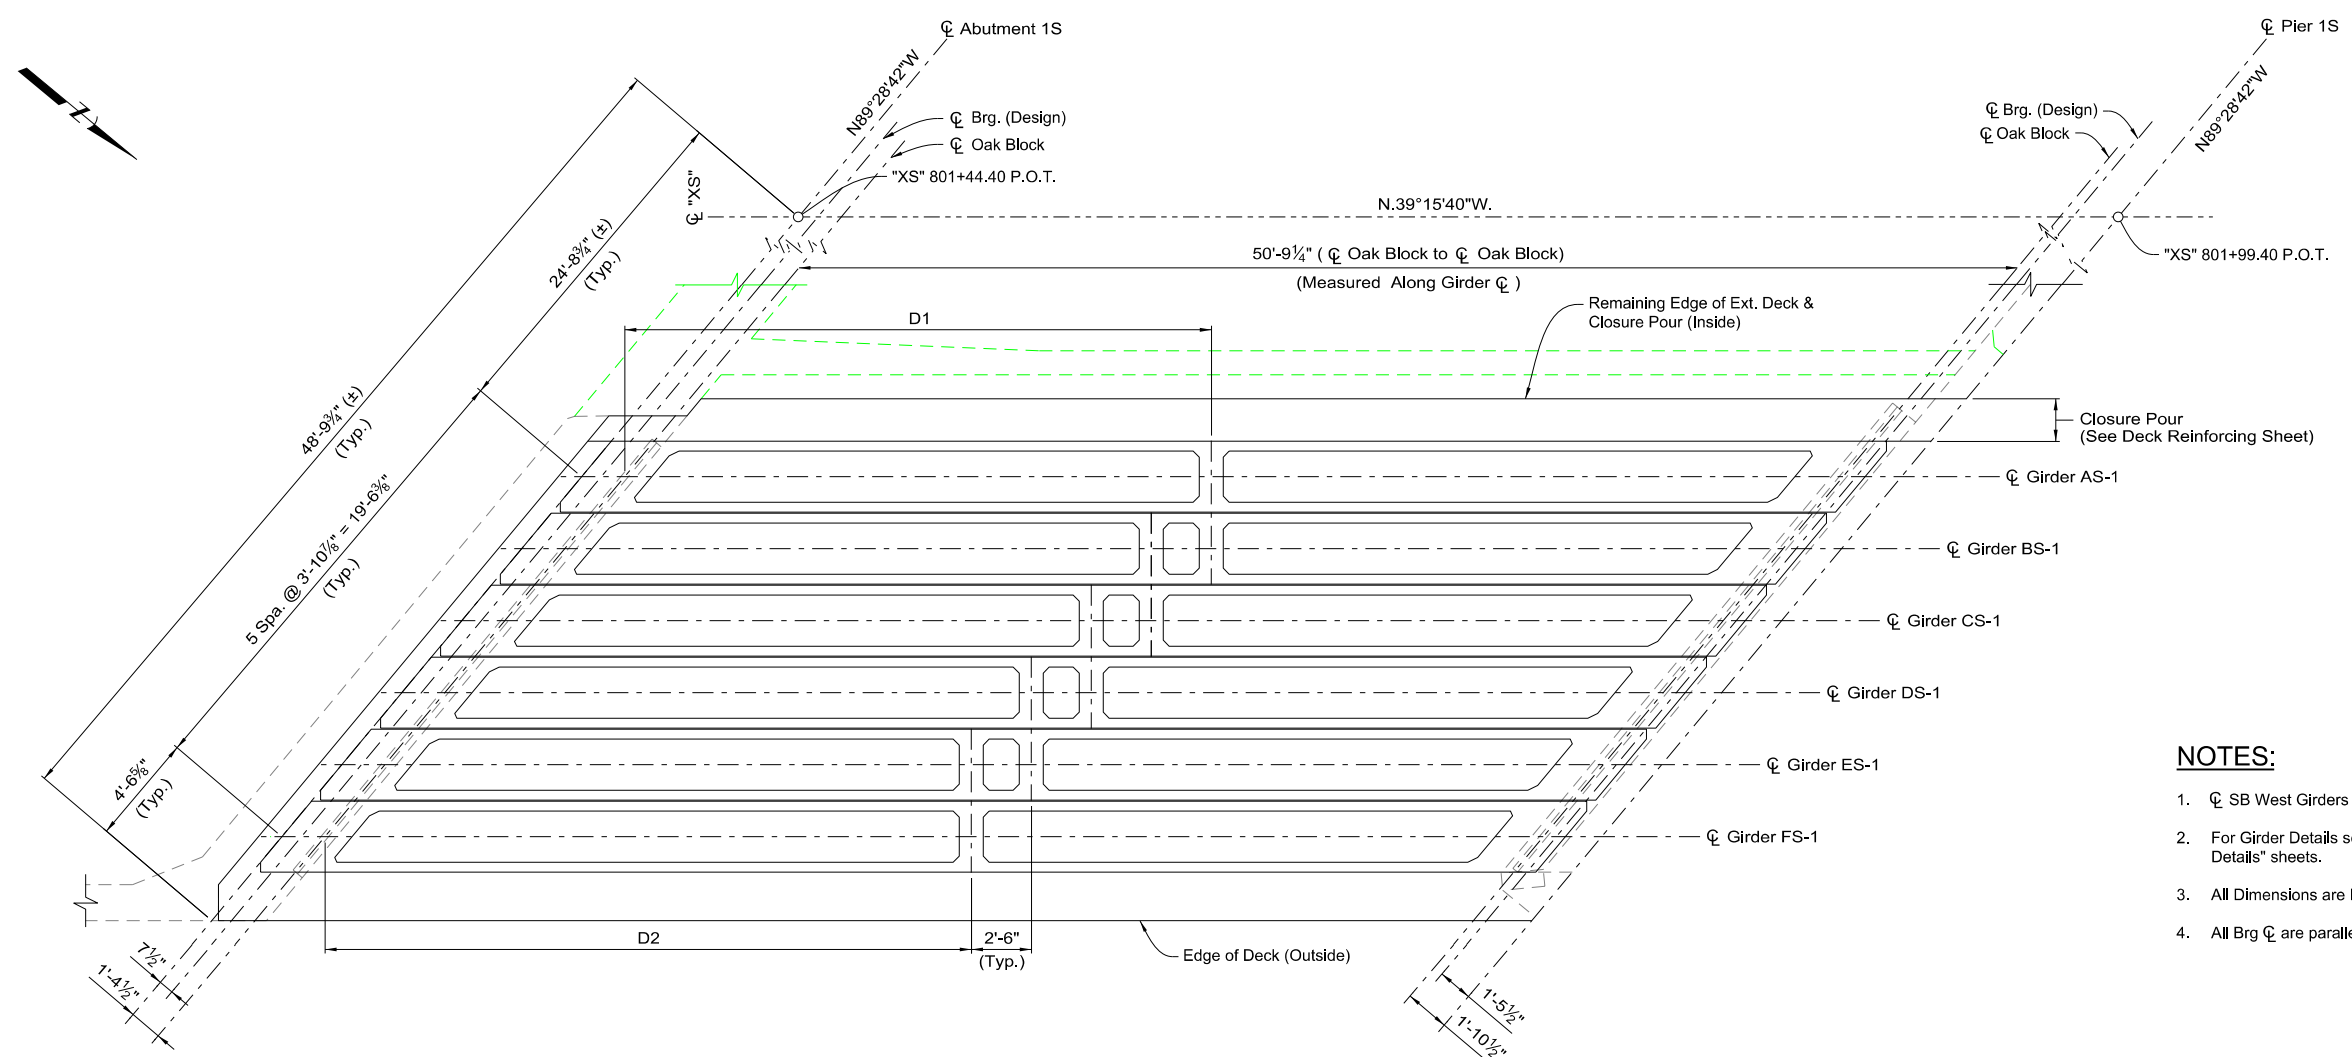 ℄ Abutment 1S
℄ Pier 1S
N89°28'42"W
N89°28'42"W
℄ Brg. (Design)
℄ Oak Block
℄ Brg. (Design)
℄ Oak Block
N
"XS" 801+44.40 P.O.T.
℄ "XS"
N.39°15'40"W.
"XS" 801+99.40 P.O.T.
50'-9¼" ( ℄ Oak Block to ℄ Oak Block)
(Measured Along Girder ℄ )
24'-8¾" (±)
(Typ.)
Remaining Edge of Ext. Deck &
Closure Pour (Inside)
D1
48'-9¾" (±)
(Typ.)
Closure Pour
(See Deck Reinforcing Sheet)
℄ Girder AS-1
5 Spa. @ 3'-10⅞" = 19'-6⅜"
(Typ.)
℄ Girder BS-1
℄ Girder CS-1
℄ Girder DS-1
℄ Girder ES-1
℄ Girder FS-1
4'-6⅝"
(Typ.)
D2
2'-6"
(Typ.)
Edge of Deck (Outside)
7½"
1'-4½"
1'-5½"
1'-10½"
NOTES:
1. ℄ SB West Girders
2. For Girder Details
Details" sheets.
3. All Dimensions are
4. All Brg ℄ are